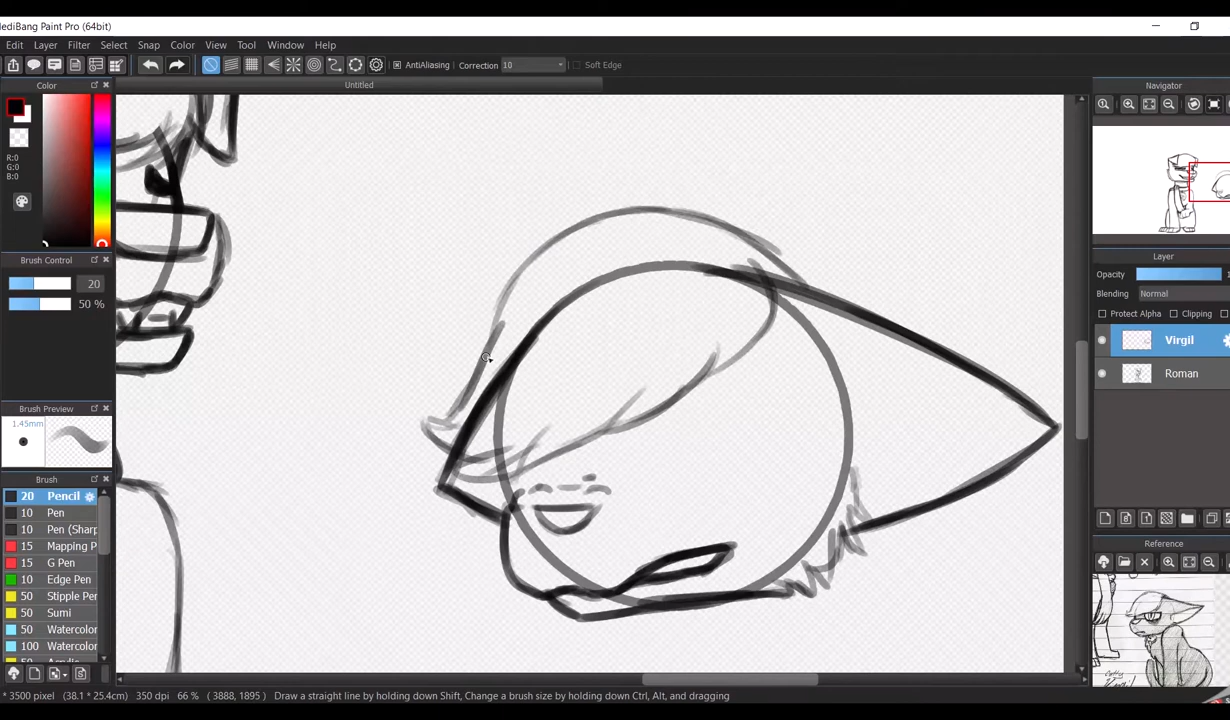 ediBang Paint Pro (64bit)
Edit Layer Filter Select Snap Color View Tool Window Help
AntiAliasing Correction 10 Soft Edge
Color Untitled Navigator
R:0
G:0
B:0
Brush Control
20
50 %
Brush Preview
1.45mm
Brush
20 Pencil
10 Pen
10 Pen (Sharp
15 Mapping P
15 G Pen
10 Edge Pen
50 Stipple Pen
50 Sumi
50 Watercolor
100 Watercolor
50 Acrylic
Layer
Opacity 1
Blending Normal
Protect Alpha Clipping L
Virgil
Roman
Reference
* 3500 pixel (38.1 * 25.4cm) 350 dpi 66 % ( 3888, 1895 ) Draw a straight line by holding down Shift, Change a brush size by holding down Ctrl, Alt, and dragging